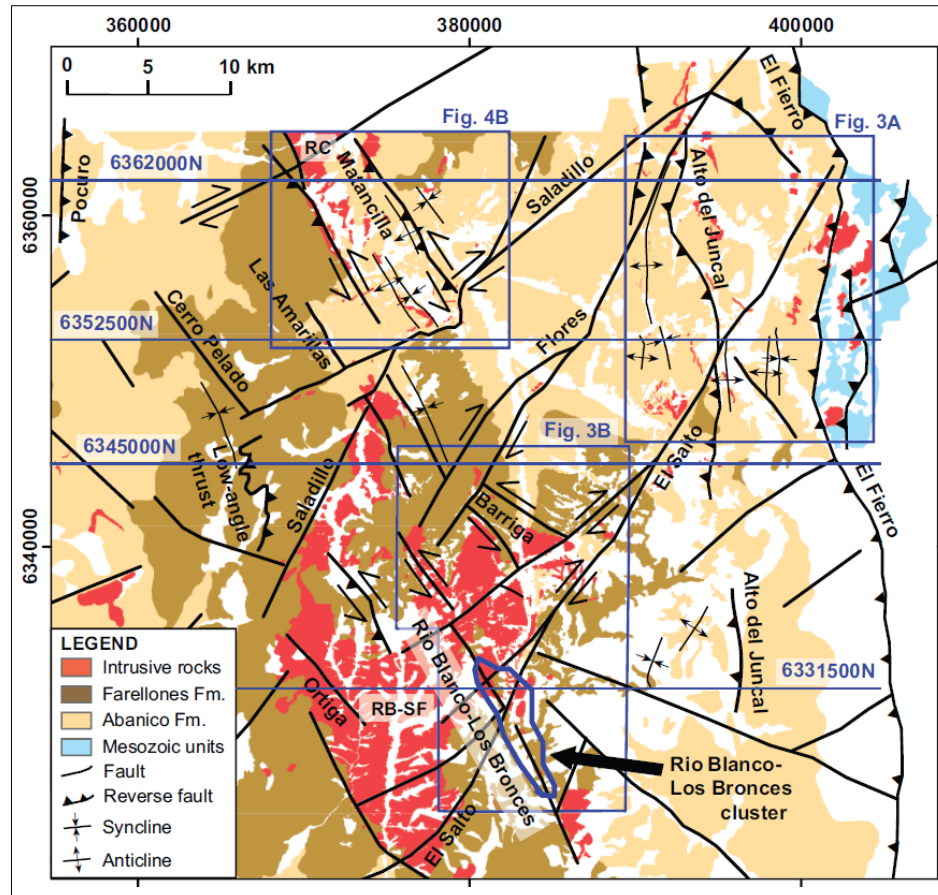 360000
380000
400000
0
5
10 km
El Fierro
Fig. 4B
Fig. 3A
RC
6362000N
Matancilla
Saladillo
Alto del Juncal
Pocuro
6360000
Las Amarillas
Cerro Pelado
6352500N
Flores
Fig. 3B
6345000N
Low-angle
thrust
Saladillo
El Salto
El Fierro
Barriga
6340000
Alto del Juncal
LEGEND
Intrusive rocks
Farellones Fm.
Abanico Fm.
Mesozoic units
Fault
Reverse fault
Syncline
Anticline
Rio Blanco-Los Bronces
6331500N
Ortiga
RB-SF
El Salto
Rio Blanco-
Los Bronces
cluster